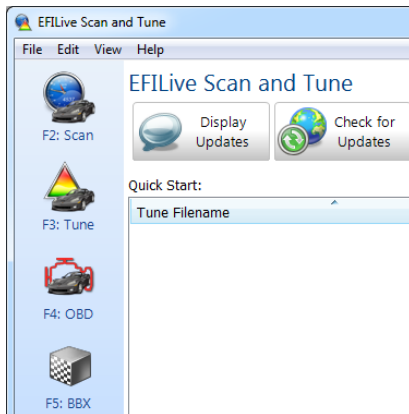 EFILive Scan and Tune
File Edit View Help
EFILive Scan and Tune
F2: Scan
Display
Updates
Check for
Updates
F3: Tune
Quick Start:
Tune Filename
F4: OBD
F5: BBX